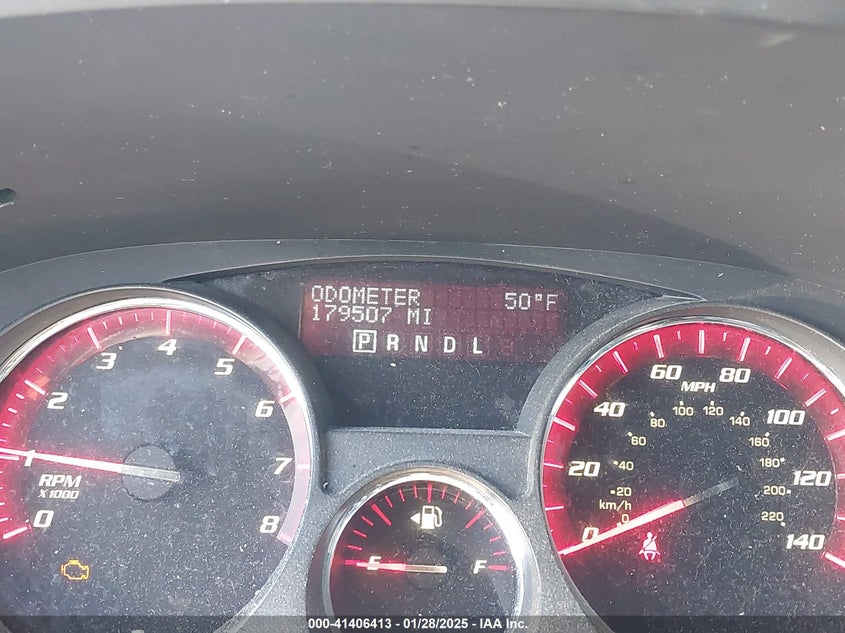 ODOMETER 50°F
179507 MI
P R N D L
0 1 2 3 4 5 6 7 8
RPM
X1000
E F
0 20 40 60 80 100 120 140
MPH
km/h
0 20 40 60 80 100 120 140 160 180 200 220
000-41406413 - 01/28/2025 - IAA Inc.